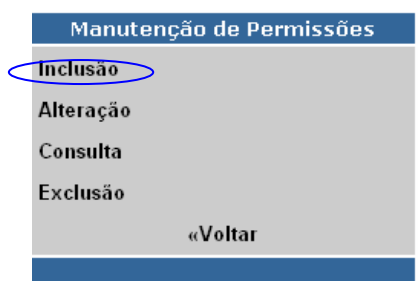 Manutenção de Permissões
Inclusão
Alteração
Consulta
Exclusão
«Voltar